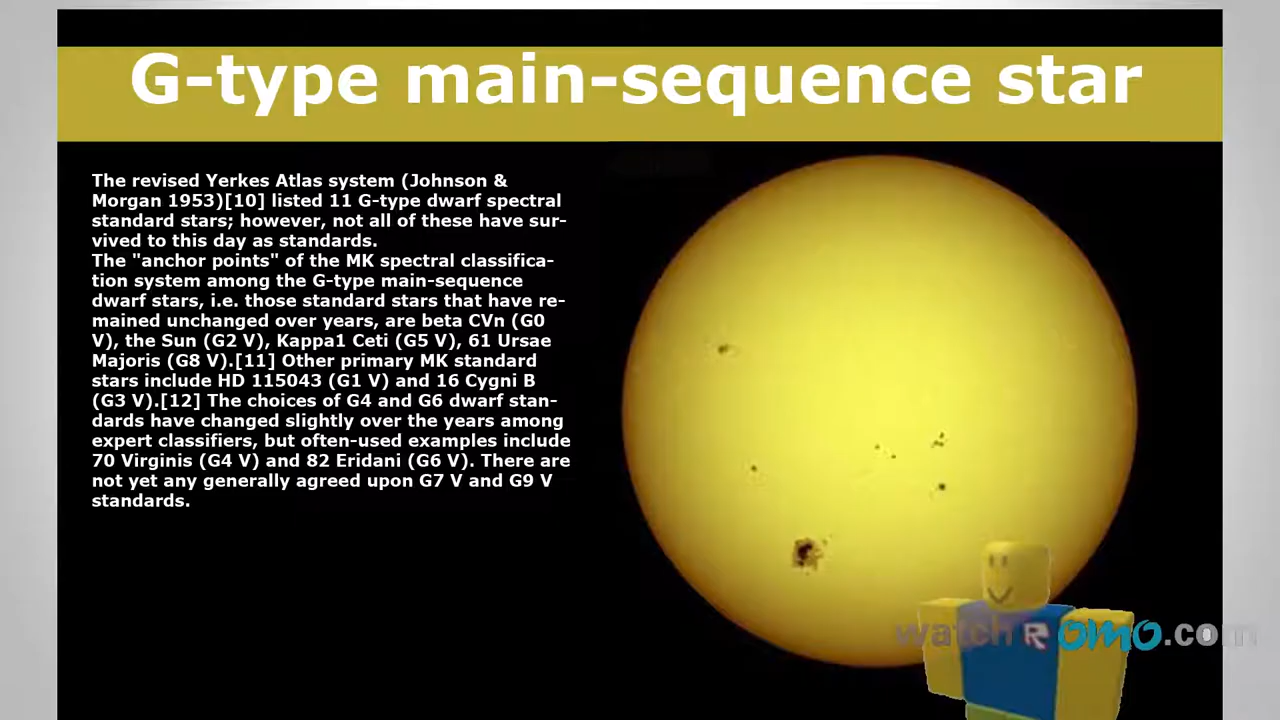 G-type main-sequence star
The revised Yerkes Atlas system (Johnson &
Morgan 1953)[10] listed 11 G-type dwarf spectral
standard stars; however, not all of these have sur-
vived to this day as standards.
The "anchor points" of the MK spectral classifica-
tion system among the G-type main-sequence
dwarf stars, i.e. those standard stars that have re-
mained unchanged over years, are beta CVn (G0
V), the Sun (G2 V), Kappa1 Ceti (G5 V), 61 Ursae
Majoris (G8 V).[11] Other primary MK standard
stars include HD 115043 (G1 V) and 16 Cygni B
(G3 V).[12] The choices of G4 and G6 dwarf stan-
dards have changed slightly over the years among
expert classifiers, but often-used examples include
70 Virginis (G4 V) and 82 Eridani (G6 V). There are
not yet any generally agreed upon G7 V and G9 V
standards.
watchROMO.com